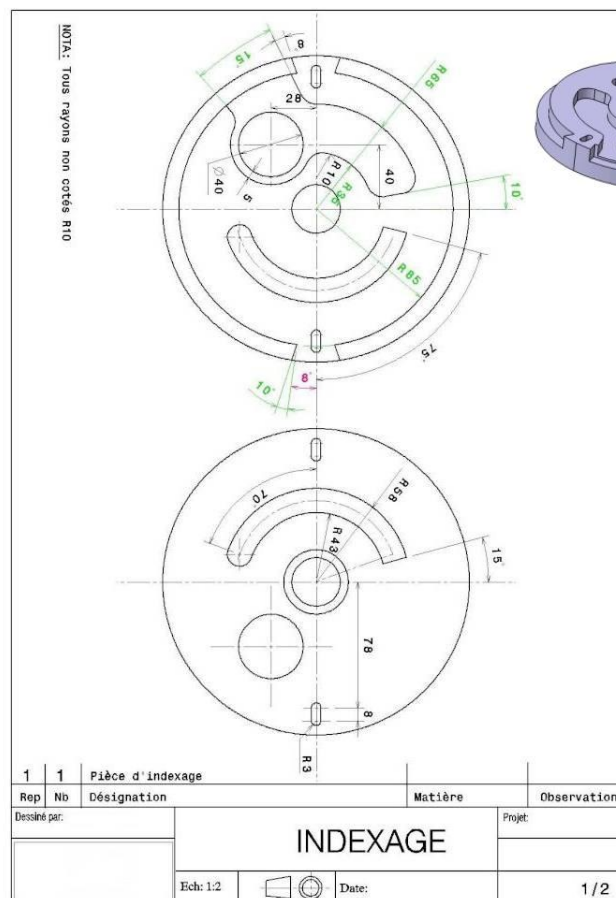 NOTA: Tous rayons non cotés R10
15°
8°
R65
28
R10
R36
40
Ø40
5
10°
R85
75°
10°
8°
70°
R58
R43
15°
78
8
R3
1 1 Pièce d'indexage
Rep Nb Désignation Matière Observation
Dessiné par: INDEXAGE Projet:
Ech: 1:2 Date: 1/2